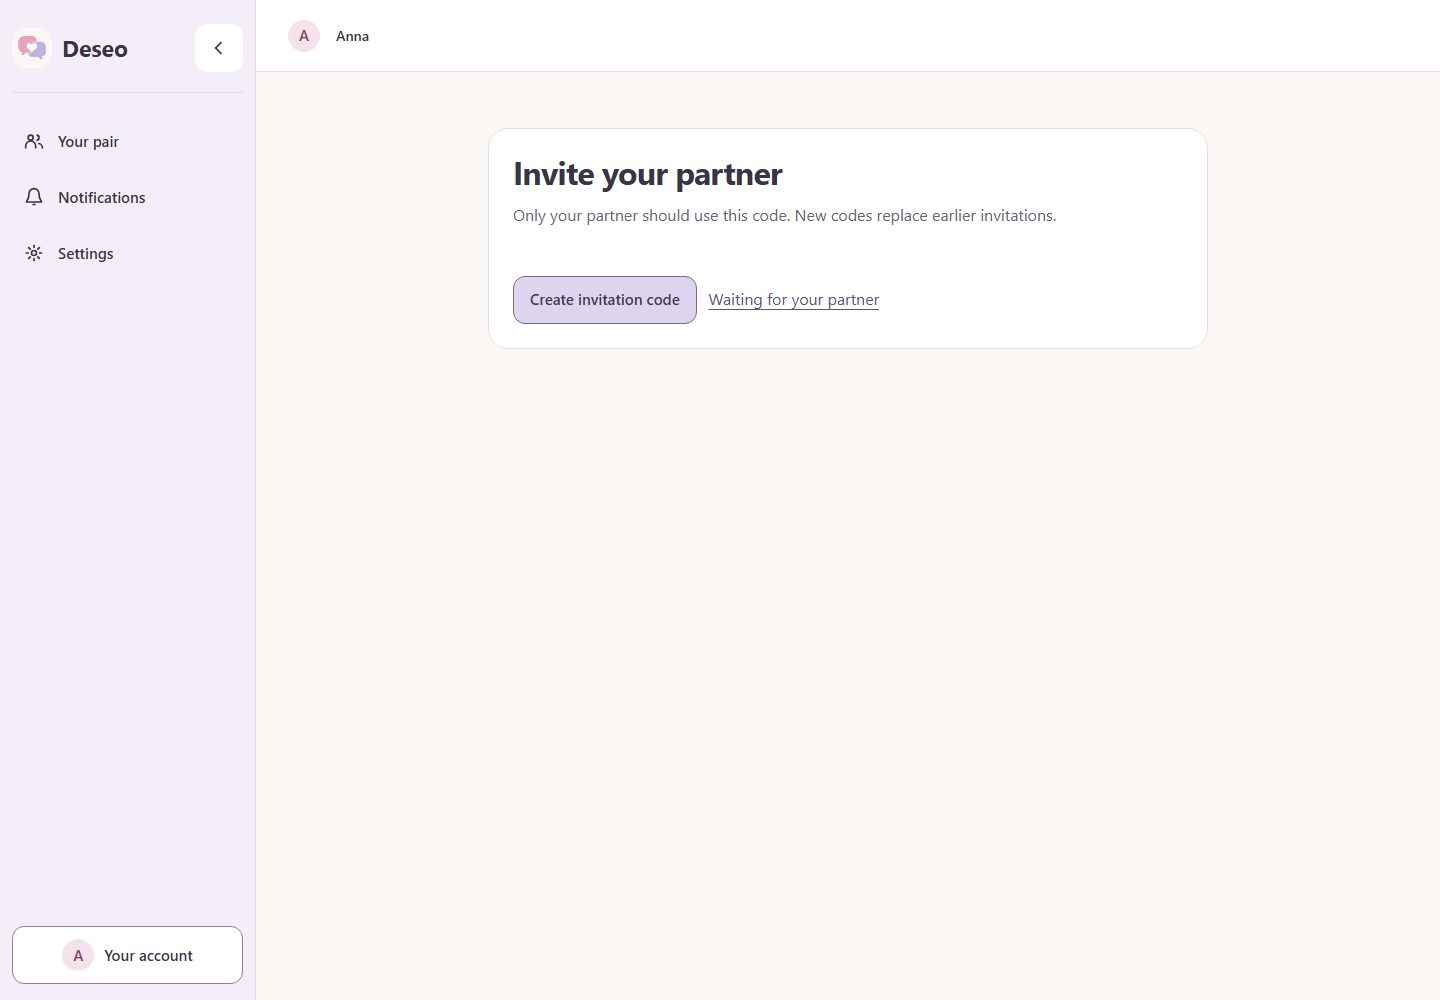 Deseo
A Anna
Your pair
Notifications
Settings
Invite your partner
Only your partner should use this code. New codes replace earlier invitations.
Create invitation code Waiting for your partner
A Your account